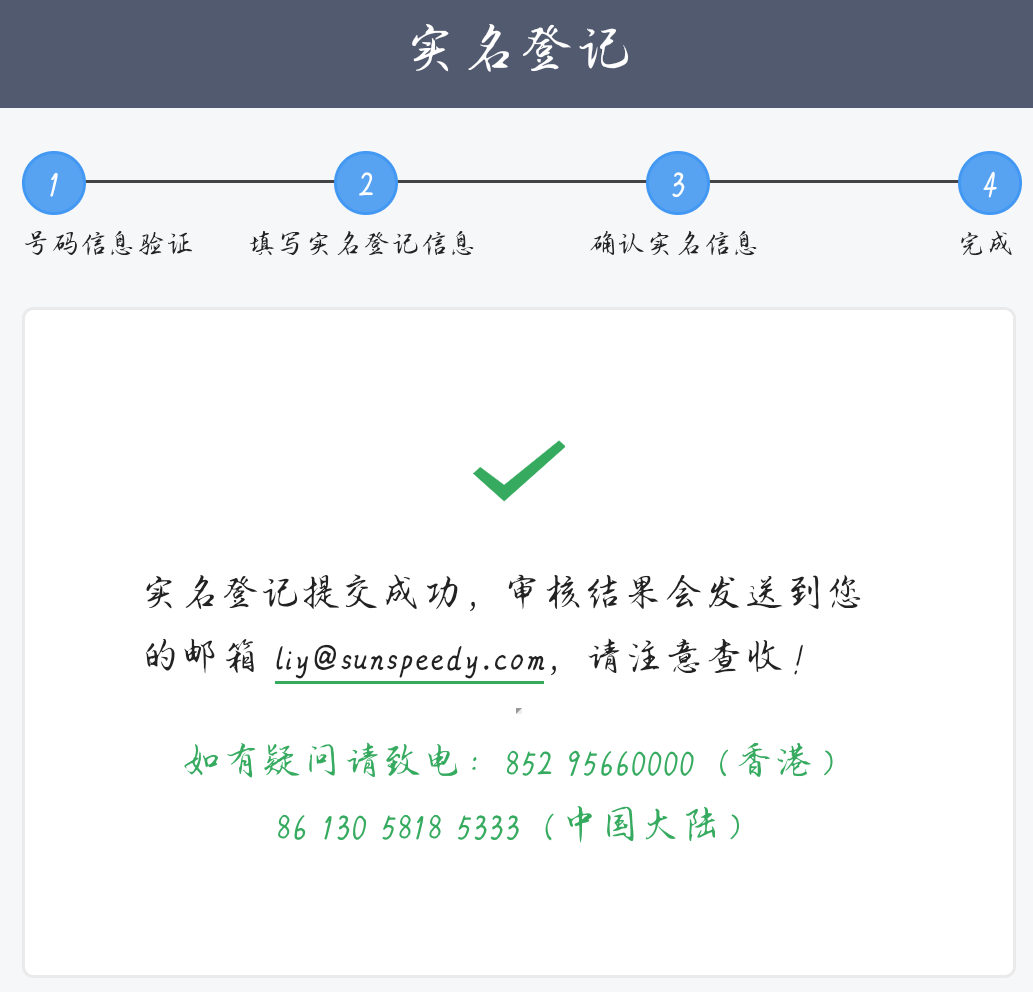 实名登记
1
2
3
4
号码信息验证
填写实名登记信息
确认实名信息
完成
实名登记提交成功，审核结果会发送到您
的邮箱 liy@sunspeedy.com，请注意查收！
如有疑问请致电：852 95660000（香港）
86 130 5818 5333（中国大陆）